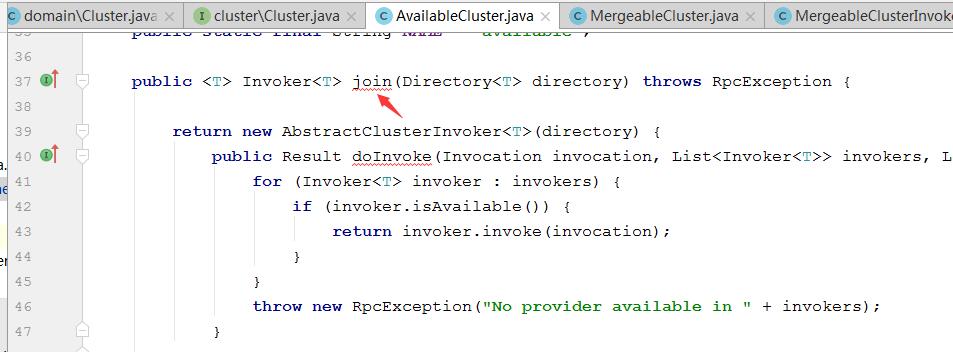 domain\Cluster.java
cluster\Cluster.java
AvailableCluster.java
MergeableCluster.java
MergeableClusterInvoke
35 public static final String NAME = "available";
36
37 public <T> Invoker<T> join(Directory<T> directory) throws RpcException {
38
39 return new AbstractClusterInvoker<T>(directory) {
40 public Result doInvoke(Invocation invocation, List<Invoker<T>> invokers, L
41 for (Invoker<T> invoker : invokers) {
42 if (invoker.isAvailable()) {
43 return invoker.invoke(invocation);
44 }
45 }
46 throw new RpcException("No provider available in " + invokers);
47 }